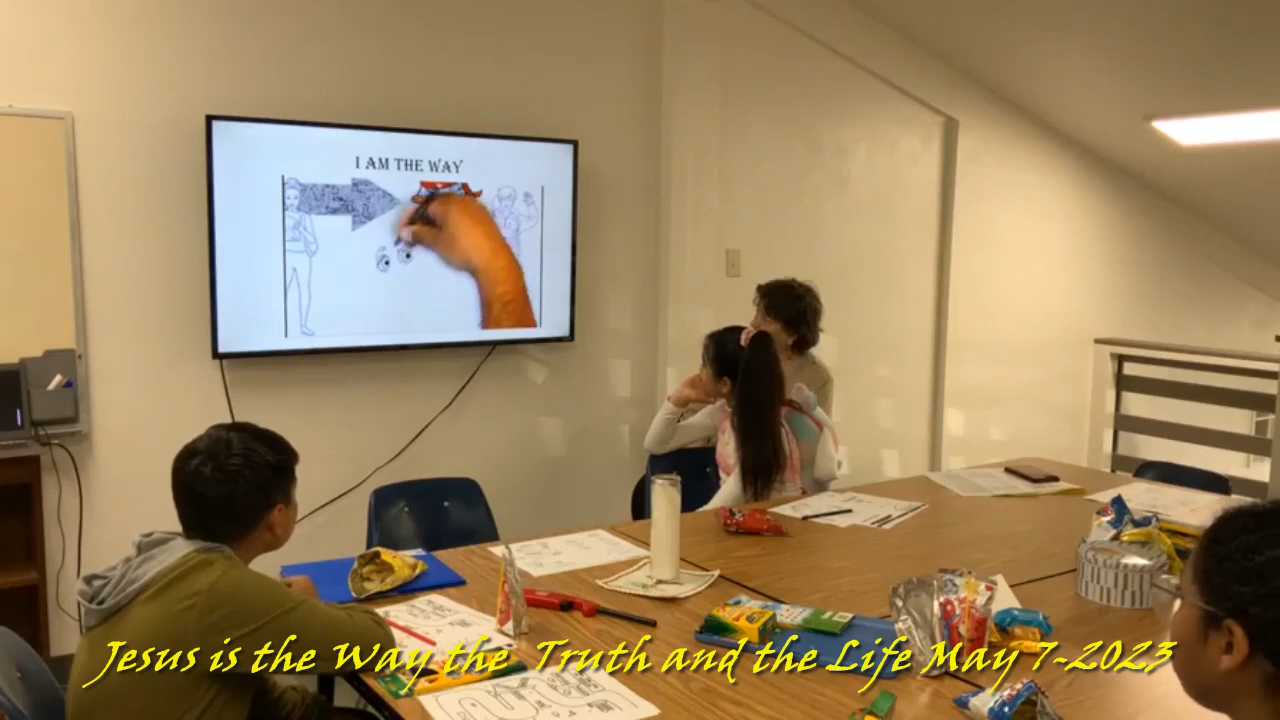 I AM THE WAY
Jesus is the Way the Truth and the Life May 7-2023